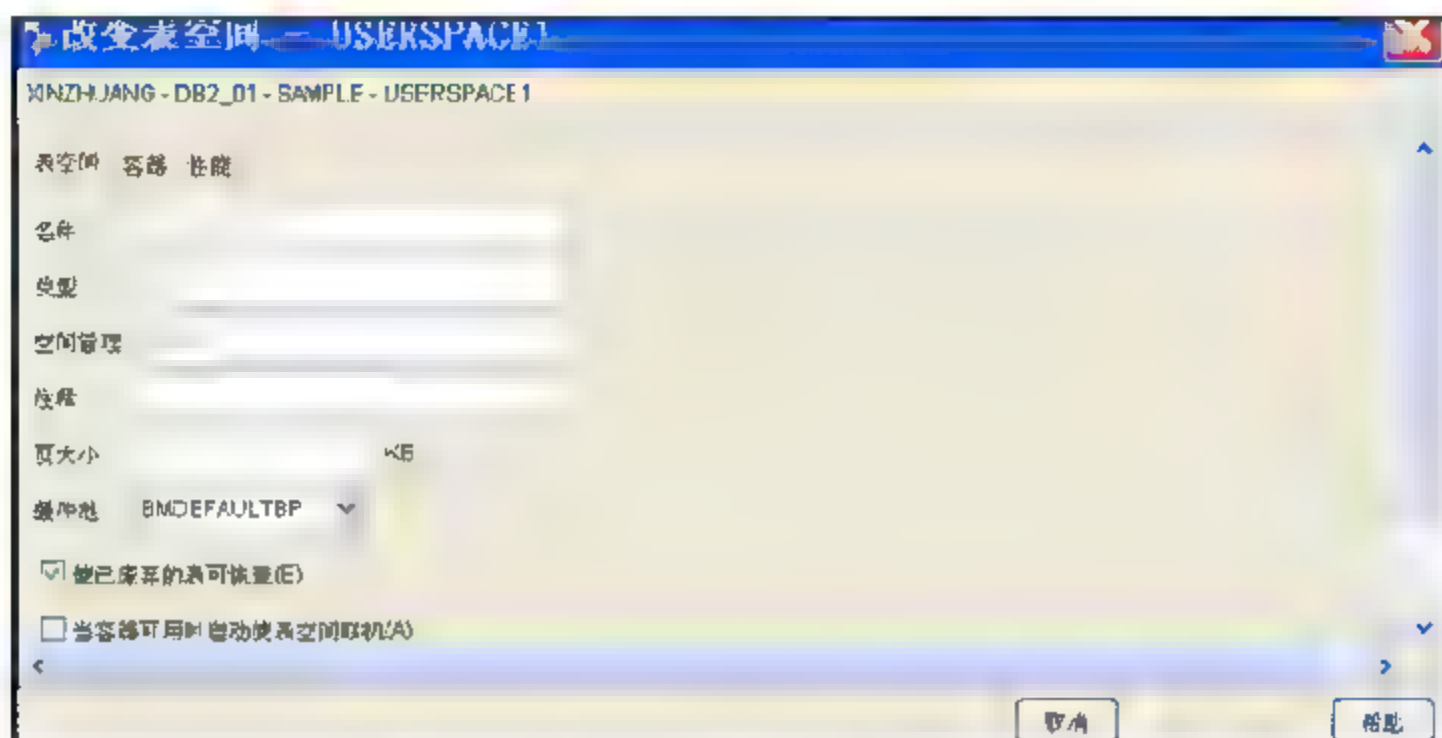 改变表空间 - USERSPACE1
XINZHUANG - DB2_01 - SAMPLE - USERSPACE1
表空间 容器 性能
名称
类型
空间管理
注释
页大小 KB
缓冲池 BMDEFAULTBP
使已废弃的表可恢复(E)
当容器可用时自动使表空间联机(A)
取消 帮助